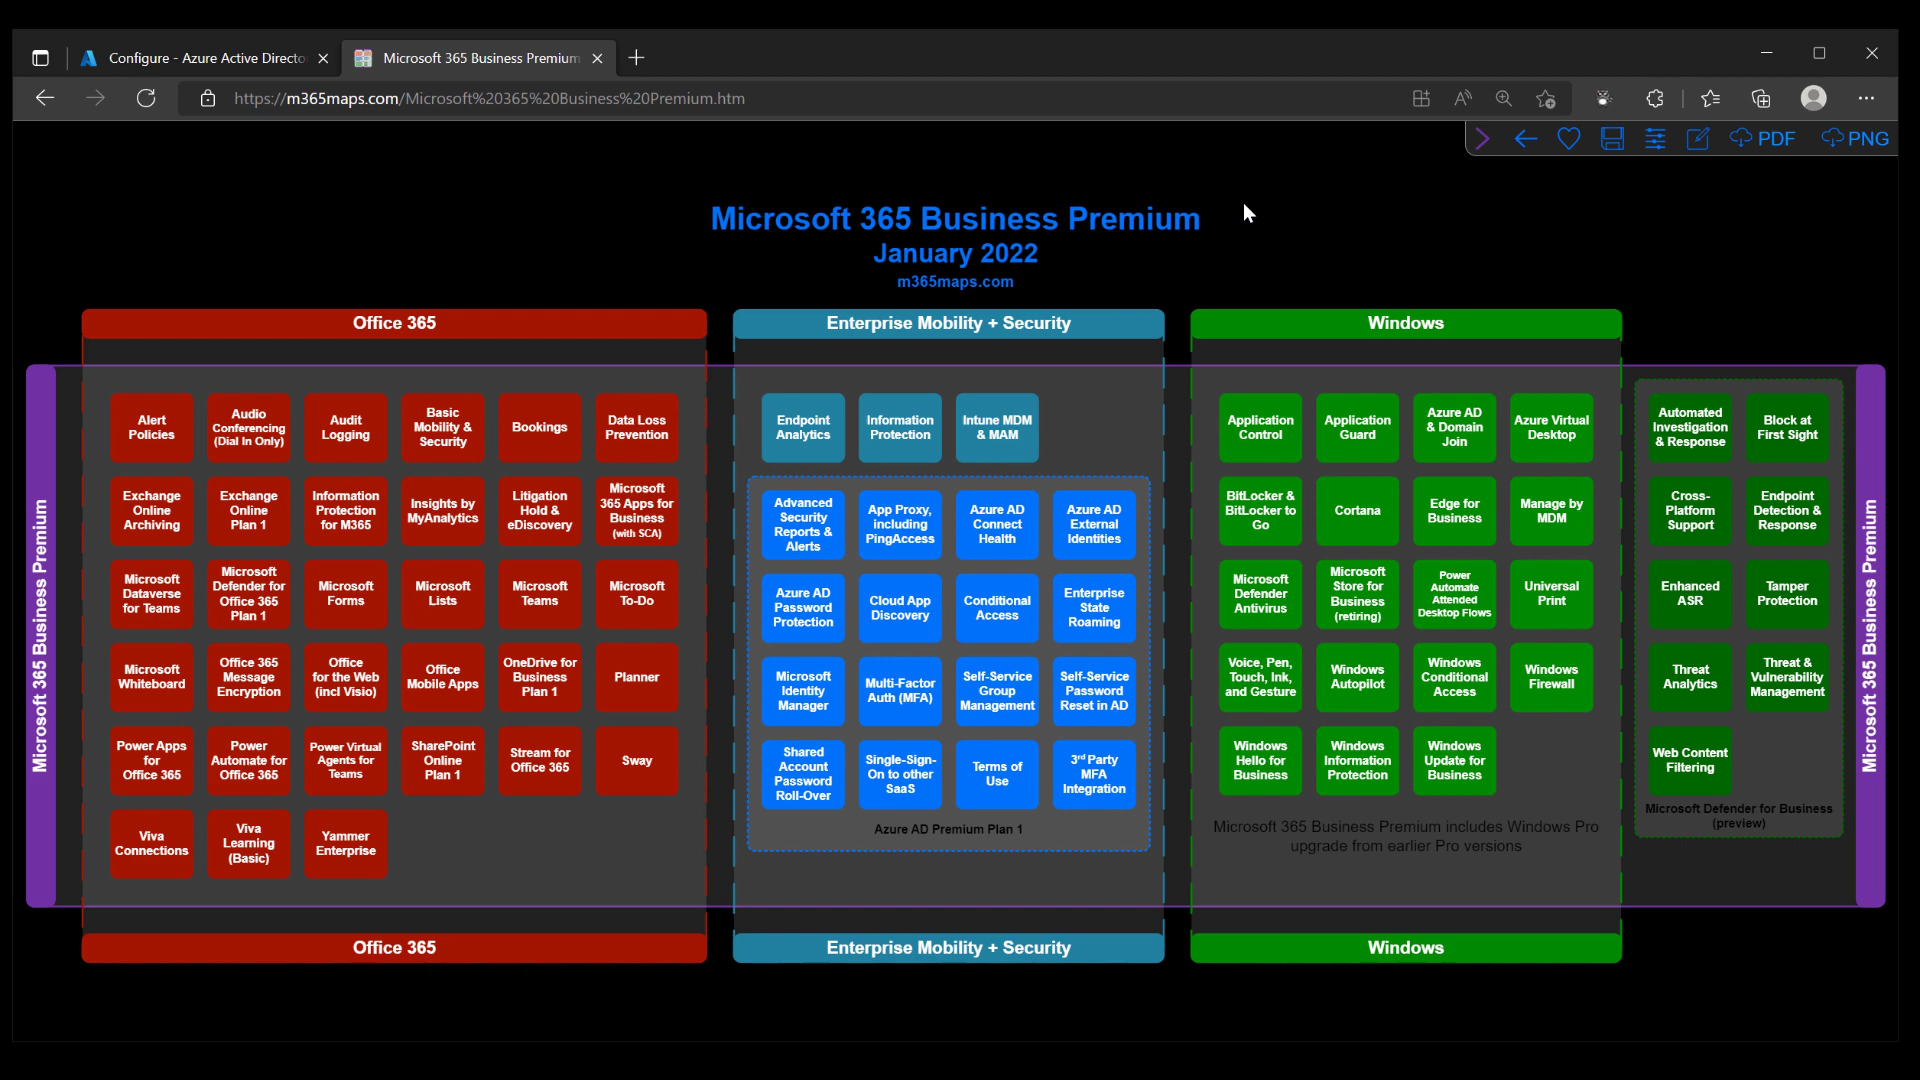 Configure - Azure Active Directo
Microsoft 365 Business Premium
https://m365maps.com/Microsoft%20365%20Business%20Premium.htm
PDF
PNG
Microsoft 365 Business Premium
January 2022
m365maps.com
Office 365
Enterprise Mobility + Security
Windows
Microsoft 365 Business Premium
Alert
Policies
Audio
Conferencing
(Dial In Only)
Audit
Logging
Basic
Mobility &
Security
Bookings
Data Loss
Prevention
Exchange
Online
Archiving
Exchange
Online
Plan 1
Information
Protection
for M365
Insights by
MyAnalytics
Litigation
Hold &
eDiscovery
Microsoft
365 Apps for
Business
(with SCA)
Microsoft
Dataverse
for Teams
Microsoft
Defender for
Office 365
Plan 1
Microsoft
Forms
Microsoft
Lists
Microsoft
Teams
Microsoft
To-Do
Microsoft
Whiteboard
Office 365
Message
Encryption
Office
for the Web
(incl Visio)
Office
Mobile Apps
OneDrive for
Business
Plan 1
Planner
Power Apps
for
Office 365
Power
Automate for
Office 365
Power Virtual
Agents for
Teams
SharePoint
Online
Plan 1
Stream for
Office 365
Sway
Viva
Connections
Viva
Learning
(Basic)
Yammer
Enterprise
Endpoint
Analytics
Information
Protection
Intune MDM
& MAM
Advanced
Security
Reports &
Alerts
App Proxy,
including
PingAccess
Azure AD
Connect
Health
Azure AD
External
Identities
Azure AD
Password
Protection
Cloud App
Discovery
Conditional
Access
Enterprise
State
Roaming
Microsoft
Identity
Manager
Multi-Factor
Auth (MFA)
Self-Service
Group
Management
Self-Service
Password
Reset in AD
Shared
Account
Password
Roll-Over
Single-Sign-
On to other
SaaS
Terms of
Use
3rd Party
MFA
Integration
Azure AD Premium Plan 1
Application
Control
Application
Guard
Azure AD
& Domain
Join
Azure Virtual
Desktop
BitLocker &
BitLocker to
Go
Cortana
Edge for
Business
Manage by
MDM
Microsoft
Defender
Antivirus
Microsoft
Store for
Business
(retiring)
Power
Automate
Attended
Desktop Flows
Universal
Print
Voice, Pen,
Touch, Ink,
and Gesture
Windows
Autopilot
Windows
Conditional
Access
Windows
Firewall
Windows
Hello for
Business
Windows
Information
Protection
Windows
Update for
Business
Microsoft 365 Business Premium includes Windows Pro
upgrade from earlier Pro versions
Automated
Investigation
& Response
Block at
First Sight
Cross-
Platform
Support
Endpoint
Detection &
Response
Enhanced
ASR
Tamper
Protection
Threat
Analytics
Threat &
Vulnerability
Management
Web Content
Filtering
Microsoft Defender for Business
(preview)
Microsoft 365 Business Premium
Office 365
Enterprise Mobility + Security
Windows